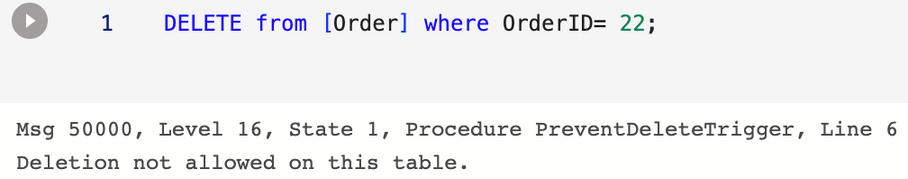 1 DELETE from [Order] where OrderID= 22;
Msg 50000, Level 16, State 1, Procedure PreventDeleteTrigger, Line 6
Deletion not allowed on this table.